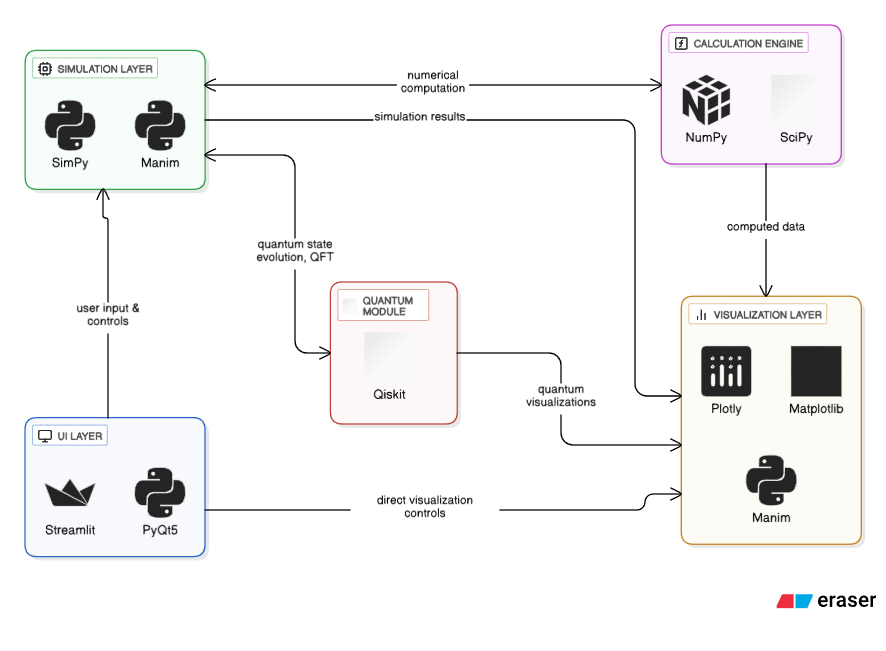 SIMULATION LAYER
SimPy
Manim
CALCULATION ENGINE
NumPy
SciPy
numerical
computation
simulation results
computed data
quantum state
evolution, QFT
user input &
controls
QUANTUM
MODULE
Qiskit
quantum
visualizations
VISUALIZATION LAYER
Plotly
Matplotlib
Manim
UI LAYER
Streamlit
PyQt5
direct visualization
controls
eraser